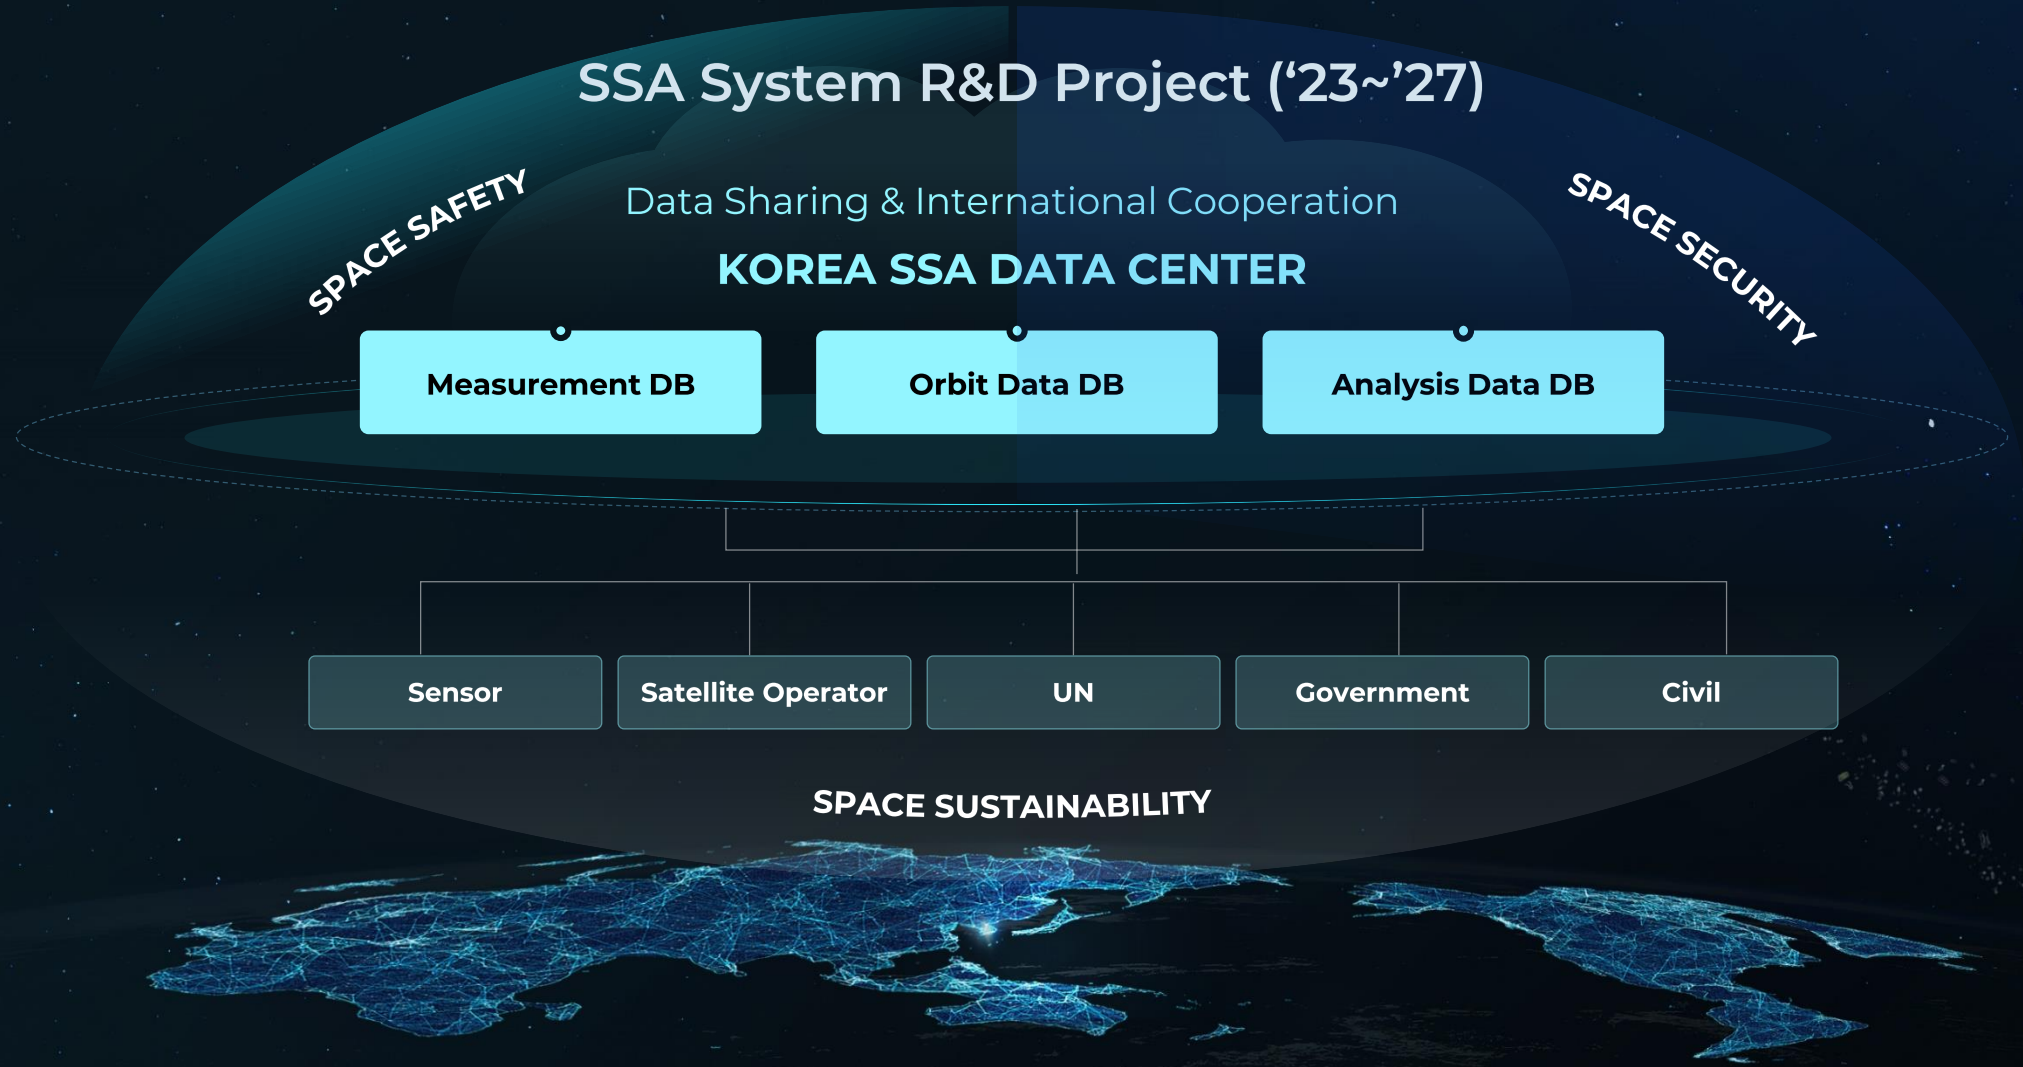 SSA System R&D Project (‘23~’27)
SPACE SAFETY
SPACE SECURITY
Data Sharing & International Cooperation
KOREA SSA DATA CENTER
Measurement DB
Orbit Data DB
Analysis Data DB
Sensor
Satellite Operator
UN
Government
Civil
SPACE SUSTAINABILITY